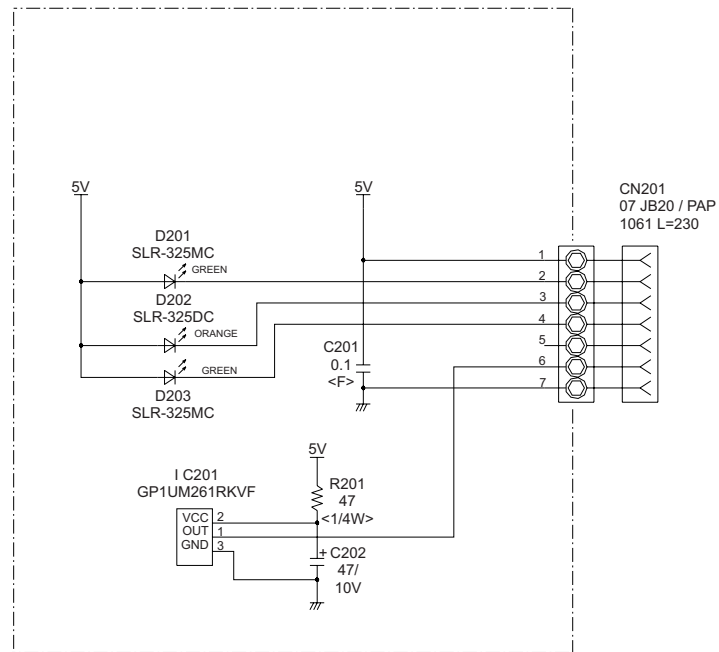 5V
5V
CN201
07 JB20 / PAP
1061 L=230
D201
SLR-325MC
GREEN
1
2
D202
SLR-325DC
ORANGE
3
4
GREEN
D203
SLR-325MC
C201
0.1
<F>
5
6
7
5V
I C201
GP1UM261RKVF
R201
47
<1/4W>
VCC 2
OUT 1
GND 3
+ C202
47/
10V